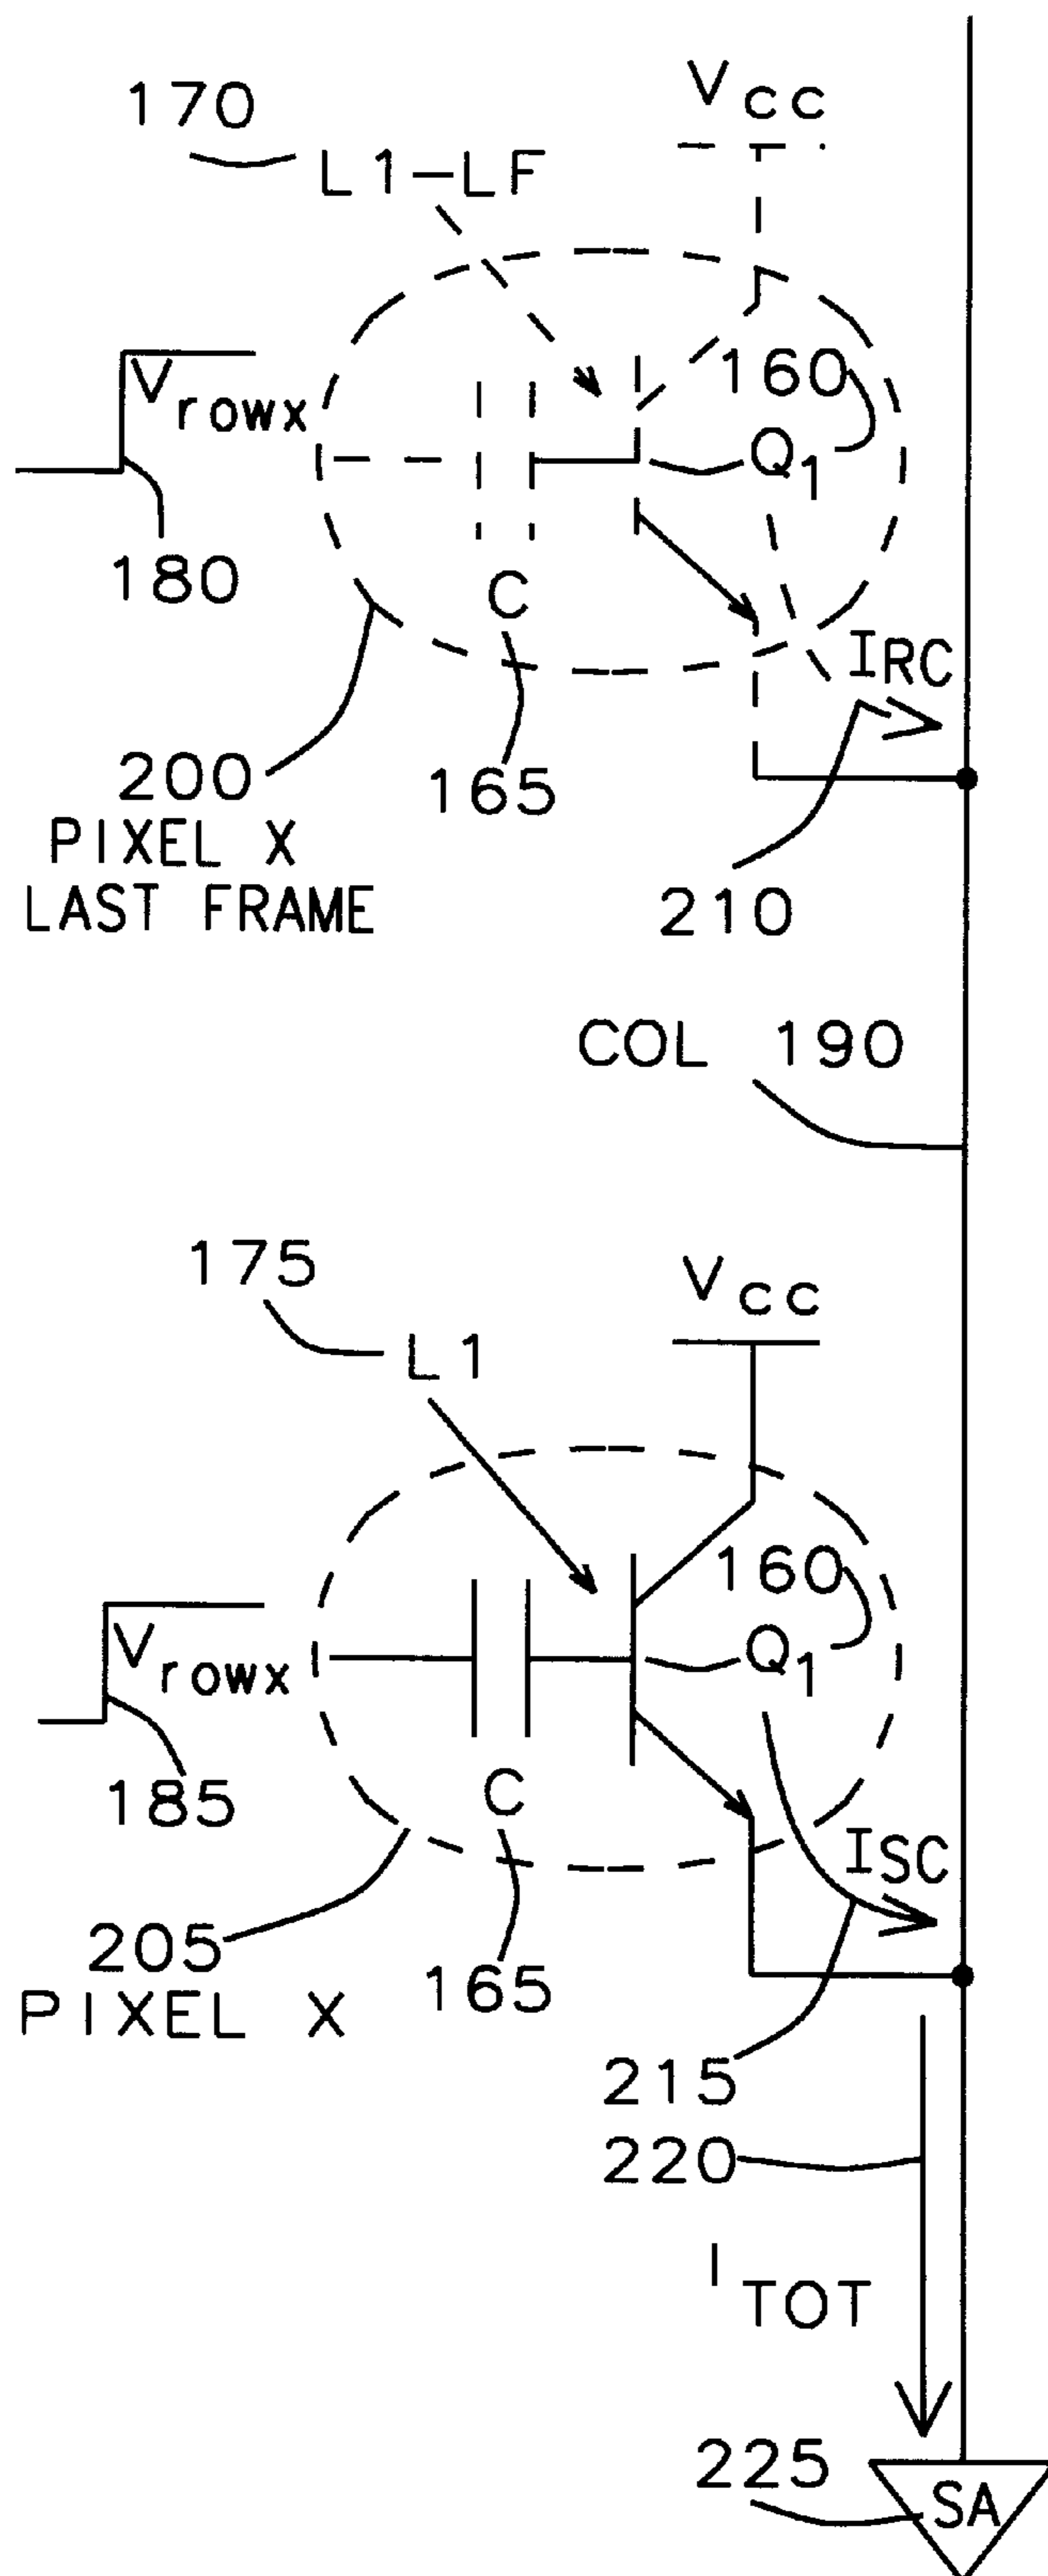 170
Vcc
L1-LF
Vrowx
160
Q1
180
C
IRC
200
165
PIXEL X
LAST FRAME
210
COL 190
175
Vcc
L1
160
Vrowx
Q1
185
C
ISC
205
165
PIXEL X
215
220
ITOT
225
SA